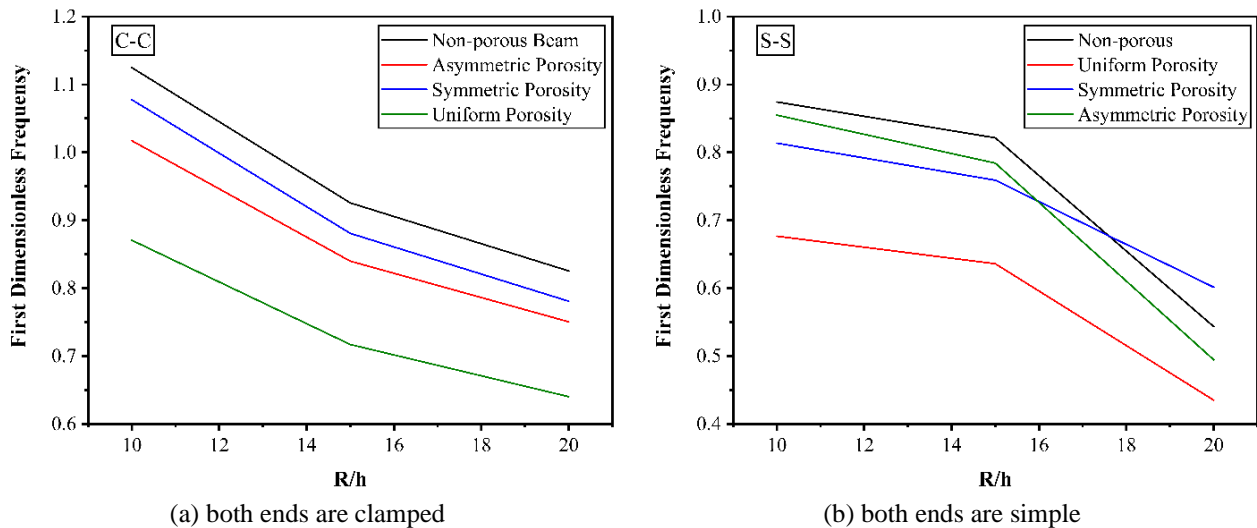 C-C
Non-porous Beam
Asymmetric Porosity
Symmetric Porosity
Uniform Porosity
First Dimensionless Frequensy
1.2
1.1
1.0
0.9
0.8
0.7
0.6
10 12 14 16 18 20
R/h
(a) both ends are clamped
S-S
Non-porous
Uniform Porosity
Symmetric Porosity
Asymmetric Porosity
First Dimensionless Frequensy
1.0
0.9
0.8
0.7
0.6
0.5
0.4
10 12 14 16 18 20
R/h
(b) both ends are simple